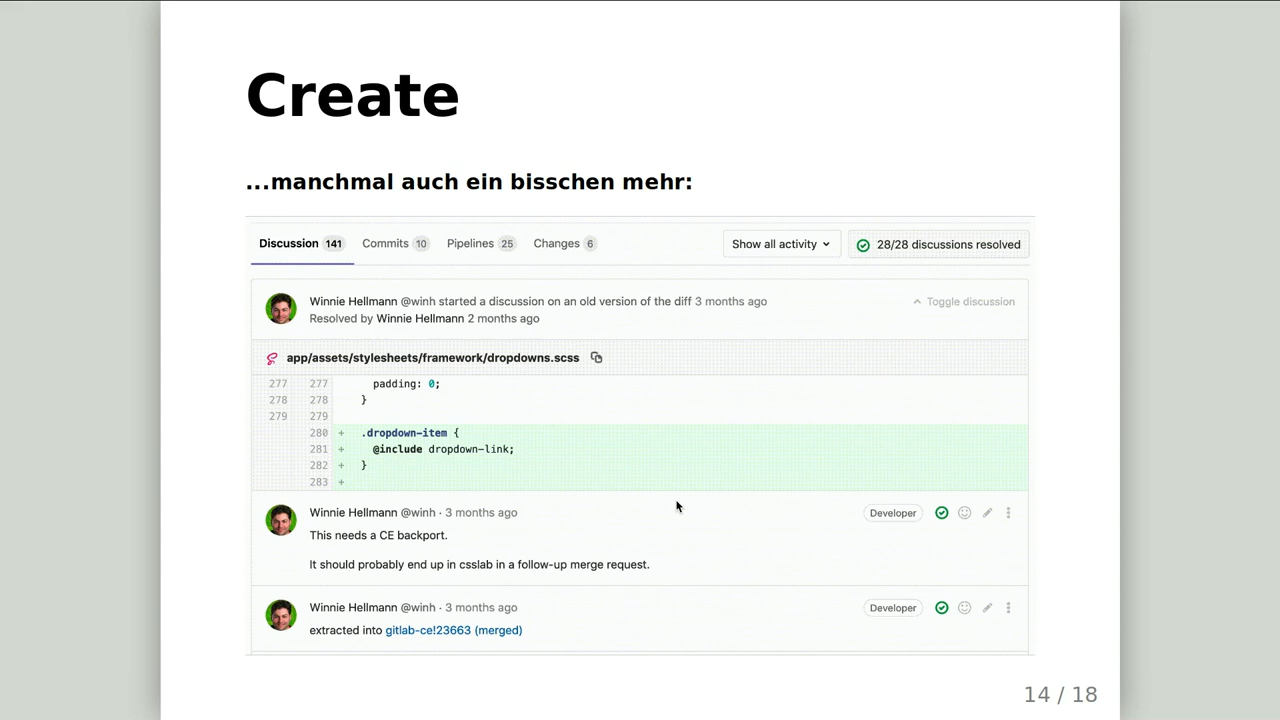 Create
...manchmal auch ein bisschen mehr:
Discussion 141 Commits 10 Pipelines 25 Changes 6 Show all activity 28/28 discussions resolved
Winnie Hellmann @winh started a discussion on an old version of the diff 3 months ago Toggle discussion
Resolved by Winnie Hellmann 2 months ago
app/assets/stylesheets/framework/dropdowns.scss
277 277 padding: 0;
278 278 }
279 279
280 + .dropdown-item {
281 + @include dropdown-link;
282 + }
283 +
Winnie Hellmann @winh · 3 months ago Developer
This needs a CE backport.
It should probably end up in csslab in a follow-up merge request.
Winnie Hellmann @winh · 3 months ago Developer
extracted into gitlab-ce!23663 (merged)
14 / 18